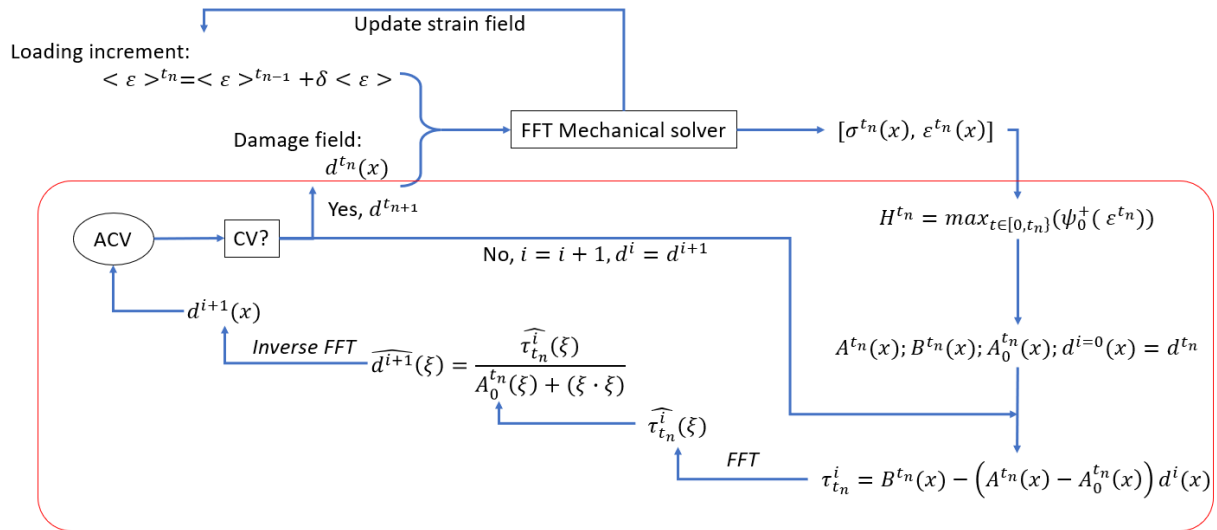 Update strain field
Loading increment:
< ε >^{t_n}=< ε >^{t_{n−1}} +δ < ε >
FFT Mechanical solver
[σ^{t_n}(x), ε^{t_n}(x)]
Damage field:
d^{t_n}(x)
Yes, d^{t_{n+1}}
H^{t_n} = max_{t∈[0,t_n}}(ψ_0^+( ε^{t_n}))
ACV
CV?
No, i = i + 1, d^i = d^{i+1}
d^{i+1}(x)
Inverse FFT
\widehat{d^{i+1}}(ξ) = \frac{\widehat{τ_{t_n}^i}(ξ)}{A_0^{t_n}(ξ) + (ξ · ξ)}
A^{t_n}(x); B^{t_n}(x); A_0^{t_n}(x); d^{i=0}(x) = d^{t_n}
\widehat{τ_{t_n}^i}(ξ)
FFT
τ_{t_n}^i = B^{t_n}(x) − (A^{t_n}(x) − A_0^{t_n}(x)) d^i(x)